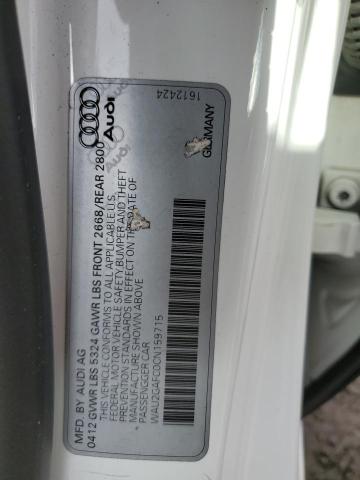 MFD. BY AUDI AG
0412 GVWR LBS 5324 GAWR LBS FRONT 2668/REAR 2800
THIS VEHICLE CONFORMS TO ALL APPLICABLE U.S.
FEDERAL MOTOR VEHICLE SAFETY, BUMPER AND THEFT
PREVENTION STANDARDS IN EFFECT ON THE DATE OF
MANUFACTURE SHOWN ABOVE
*PASSENGER CAR
WAU2GAFC0CN159715
Audi
Audi
GERMANY
1612424